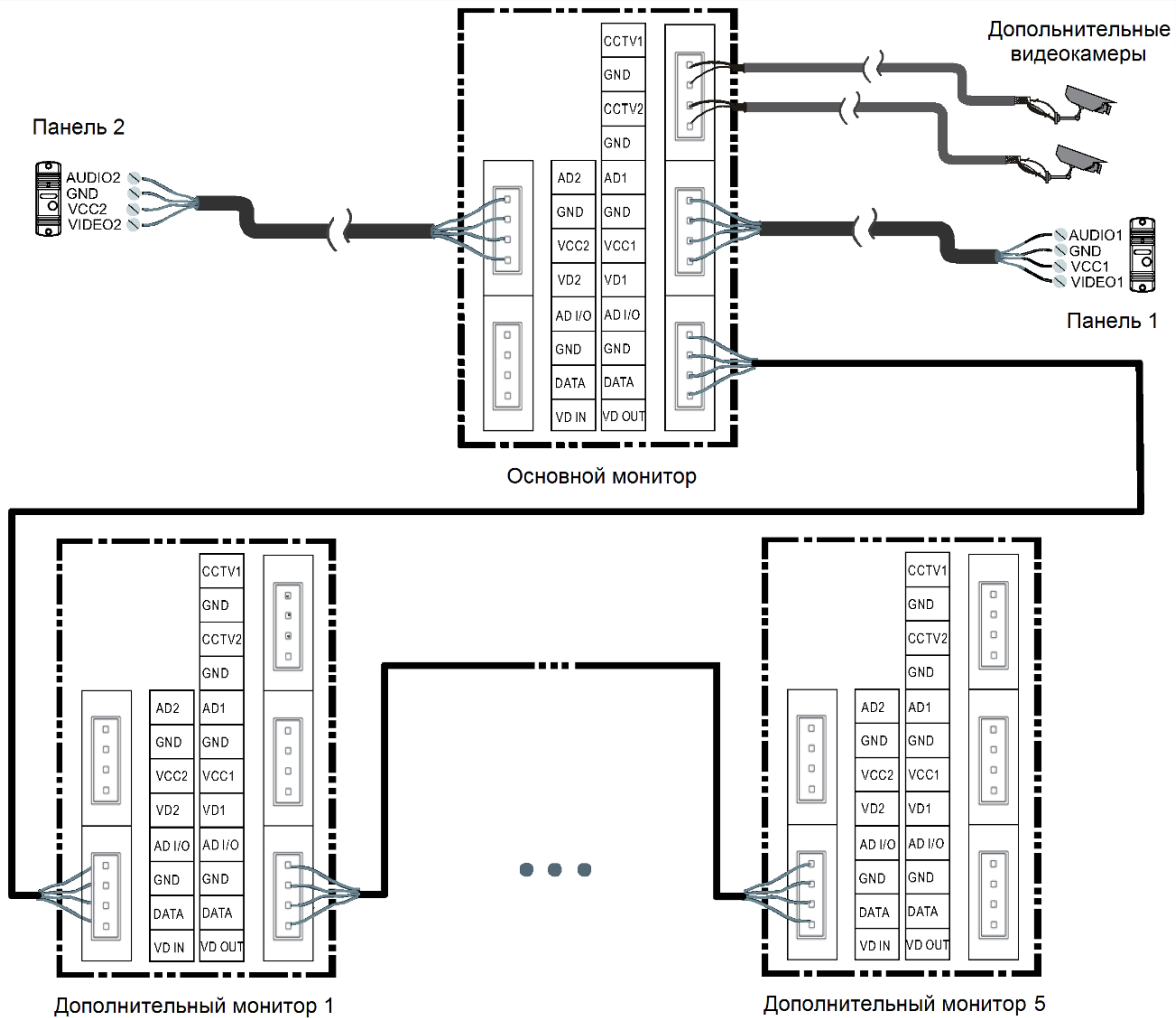 Допольнительные
видеокамеры
CCTV1
GND
CCTV2
GND
Панель 2
AUDIO2
GND
VCC2
VIDEO2
AD2 AD1
GND GND
VCC2 VCC1
VD2 VD1
AD I/O AD I/O
GND GND
DATA DATA
VD IN VD OUT
AUDIO1
GND
VCC1
VIDEO1
Панель 1
Основной монитор
CCTV1
GND
CCTV2
GND
AD2 AD1
GND GND
VCC2 VCC1
VD2 VD1
AD I/O AD I/O
GND GND
DATA DATA
VD IN VD OUT
Дополнительный монитор 1
CCTV1
GND
CCTV2
GND
AD2 AD1
GND GND
VCC2 VCC1
VD2 VD1
AD I/O AD I/O
GND GND
DATA DATA
VD IN VD OUT
Дополнительный монитор 5